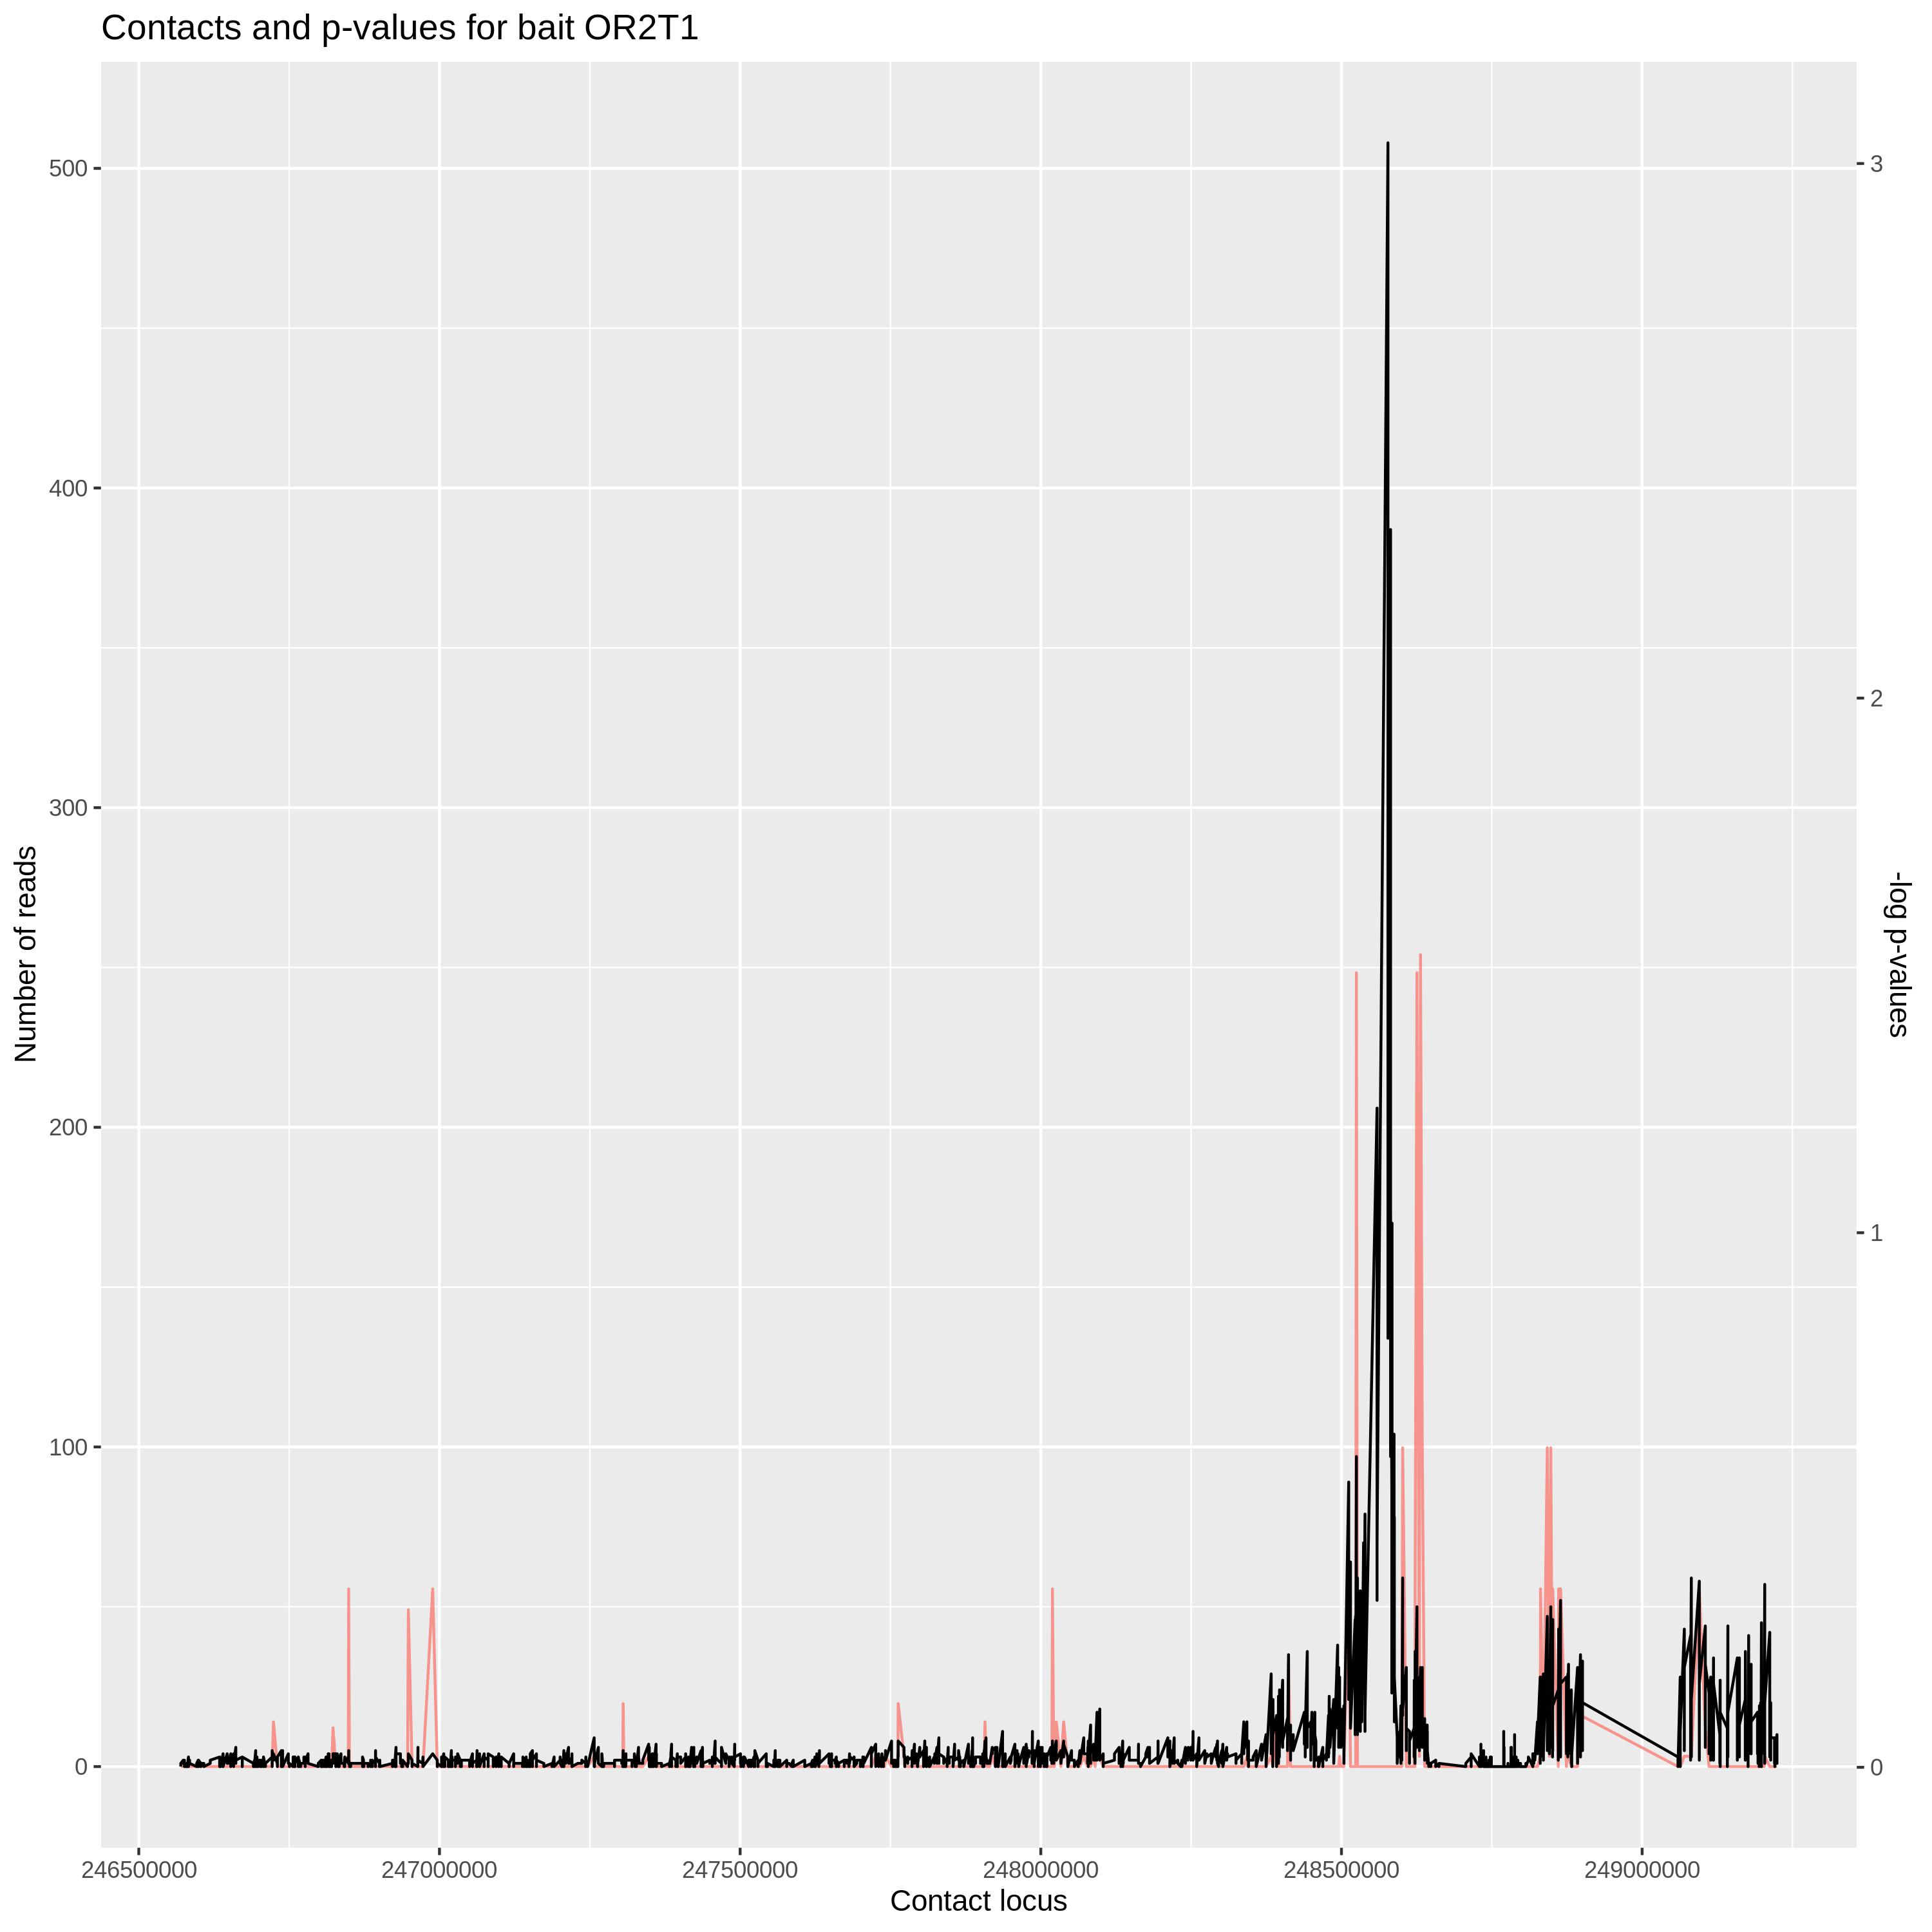 Contacts and p-values for bait OR2T1
Number of reads
500
400
300
200
100
0
3
2
1
0
-log p-values
246500000 247000000 247500000 248000000 248500000 249000000
Contact locus